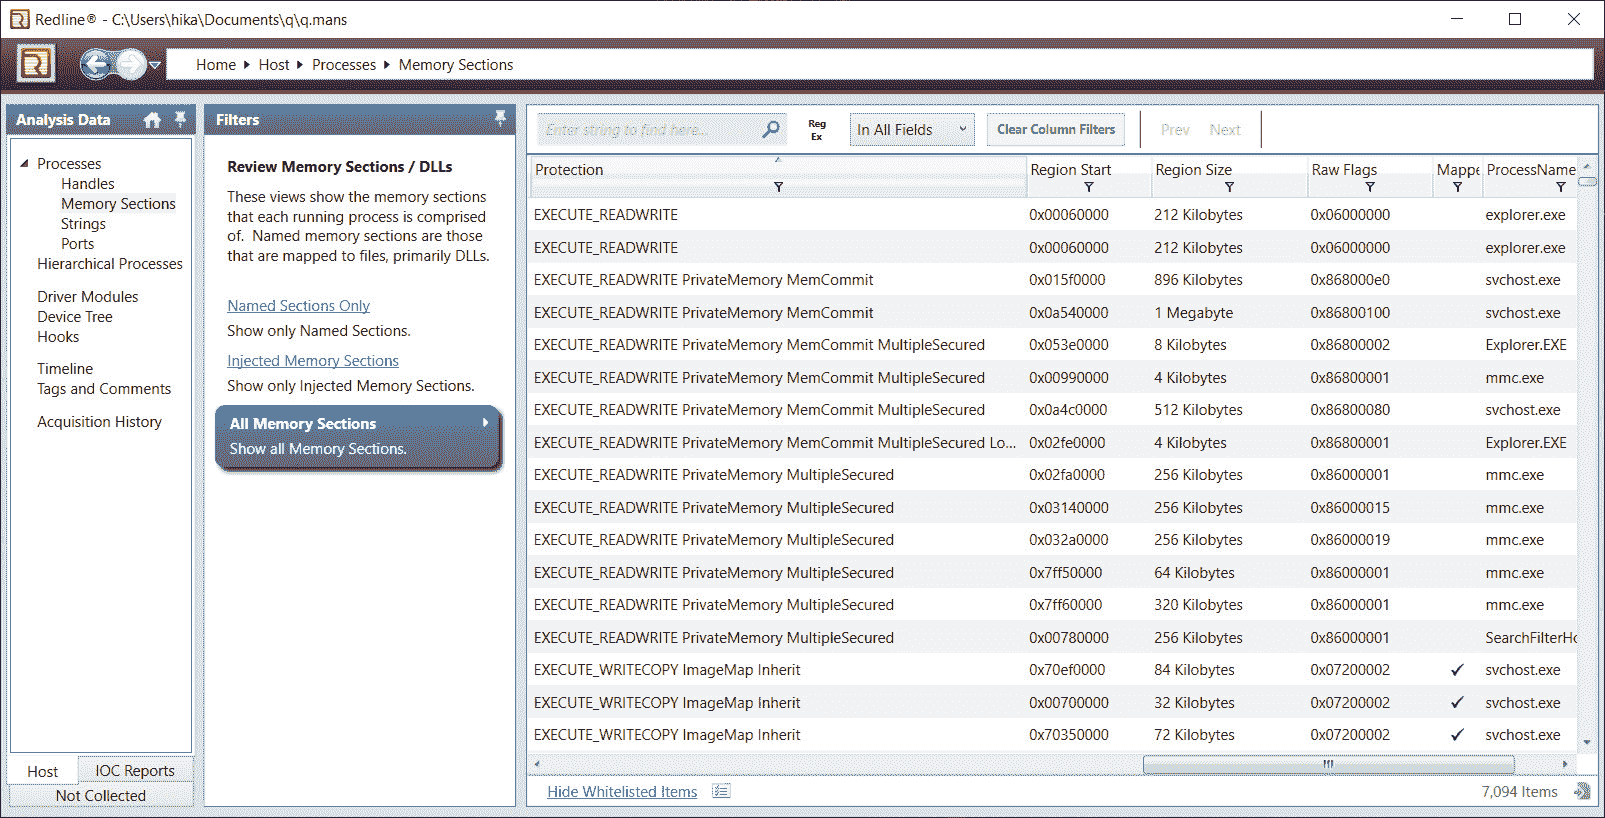 Redline® - C:\Users\hika\Documents\q\q.mans
Home Host Processes Memory Sections
Analysis Data
Processes
Handles
Memory Sections
Strings
Ports
Hierarchical Processes
Driver Modules
Device Tree
Hooks
Timeline
Tags and Comments
Acquisition History
Host IOC Reports
Not Collected
Filters
Review Memory Sections / DLLs
These views show the memory sections
that each running process is comprised
of. Named memory sections are those
that are mapped to files, primarily DLLs.
Named Sections Only
Show only Named Sections.
Injected Memory Sections
Show only Injected Memory Sections.
All Memory Sections
Show all Memory Sections.
Enter string to find here...
Reg
Ex
In All Fields
Clear Column Filters
Prev Next
Protection Region Start Region Size Raw Flags Mappe ProcessName
EXECUTE_READWRITE 0x00060000 212 Kilobytes 0x06000000 explorer.exe
EXECUTE_READWRITE 0x00060000 212 Kilobytes 0x06000000 explorer.exe
EXECUTE_READWRITE PrivateMemory MemCommit 0x015f0000 896 Kilobytes 0x868000e0 svchost.exe
EXECUTE_READWRITE PrivateMemory MemCommit 0x0a540000 1 Megabyte 0x86800100 svchost.exe
EXECUTE_READWRITE PrivateMemory MemCommit MultipleSecured 0x053e0000 8 Kilobytes 0x86800002 Explorer.EXE
EXECUTE_READWRITE PrivateMemory MemCommit MultipleSecured 0x00990000 4 Kilobytes 0x86800001 mmc.exe
EXECUTE_READWRITE PrivateMemory MemCommit MultipleSecured 0x0a4c0000 512 Kilobytes 0x86800080 svchost.exe
EXECUTE_READWRITE PrivateMemory MemCommit MultipleSecured Lo... 0x02fe0000 4 Kilobytes 0x86800001 Explorer.EXE
EXECUTE_READWRITE PrivateMemory MultipleSecured 0x02fa0000 256 Kilobytes 0x86000001 mmc.exe
EXECUTE_READWRITE PrivateMemory MultipleSecured 0x03140000 256 Kilobytes 0x86000015 mmc.exe
EXECUTE_READWRITE PrivateMemory MultipleSecured 0x032a0000 256 Kilobytes 0x86000019 mmc.exe
EXECUTE_READWRITE PrivateMemory MultipleSecured 0x7ff50000 64 Kilobytes 0x86000001 mmc.exe
EXECUTE_READWRITE PrivateMemory MultipleSecured 0x7ff60000 320 Kilobytes 0x86000001 mmc.exe
EXECUTE_READWRITE PrivateMemory MultipleSecured 0x00780000 256 Kilobytes 0x86000001 SearchFilterHo
EXECUTE_WRITECOPY ImageMap Inherit 0x70ef0000 84 Kilobytes 0x07200002 ✓ svchost.exe
EXECUTE_WRITECOPY ImageMap Inherit 0x00700000 32 Kilobytes 0x07200002 ✓ svchost.exe
EXECUTE_WRITECOPY ImageMap Inherit 0x70350000 72 Kilobytes 0x07200002 ✓ svchost.exe
Hide Whitelisted Items 7,094 Items